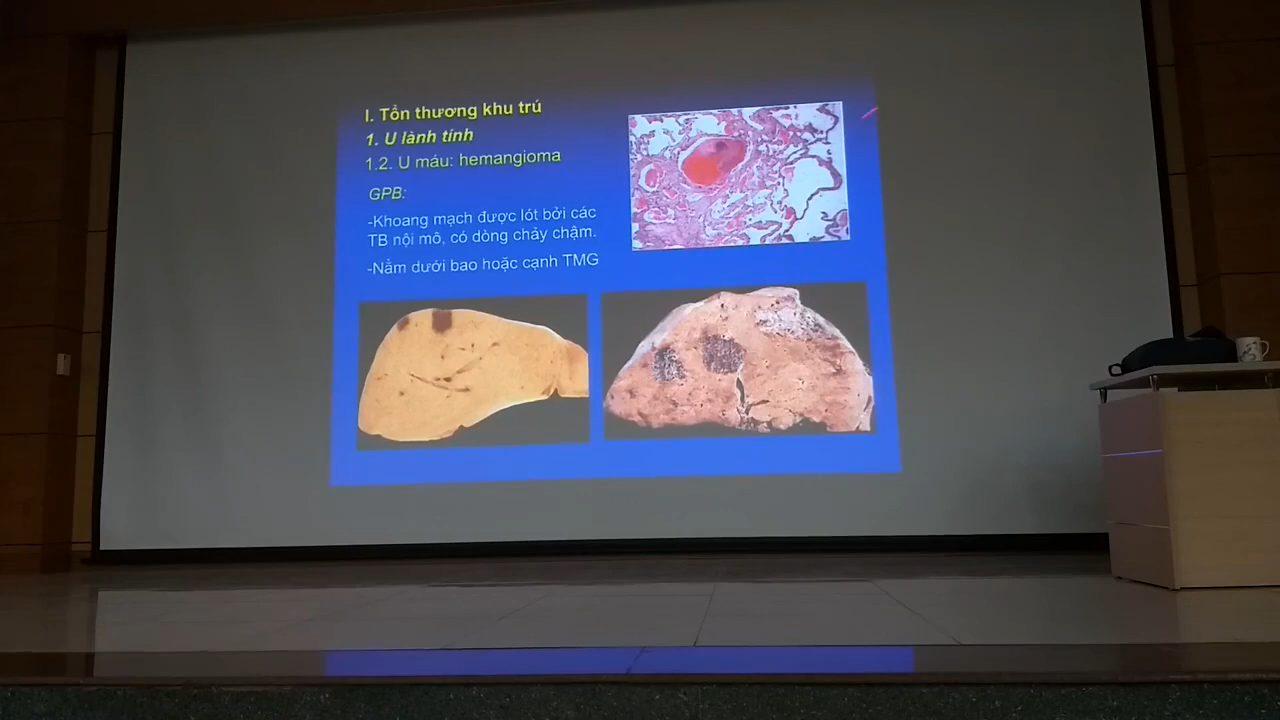 I. Tổn thương khu trú
1. U lành tính
1.2. U máu: hemangioma
GPB:
-Khoang mạch được lót bởi các
TB nội mô, có dòng chảy chậm.
-Nằm dưới bao hoặc cạnh TMG